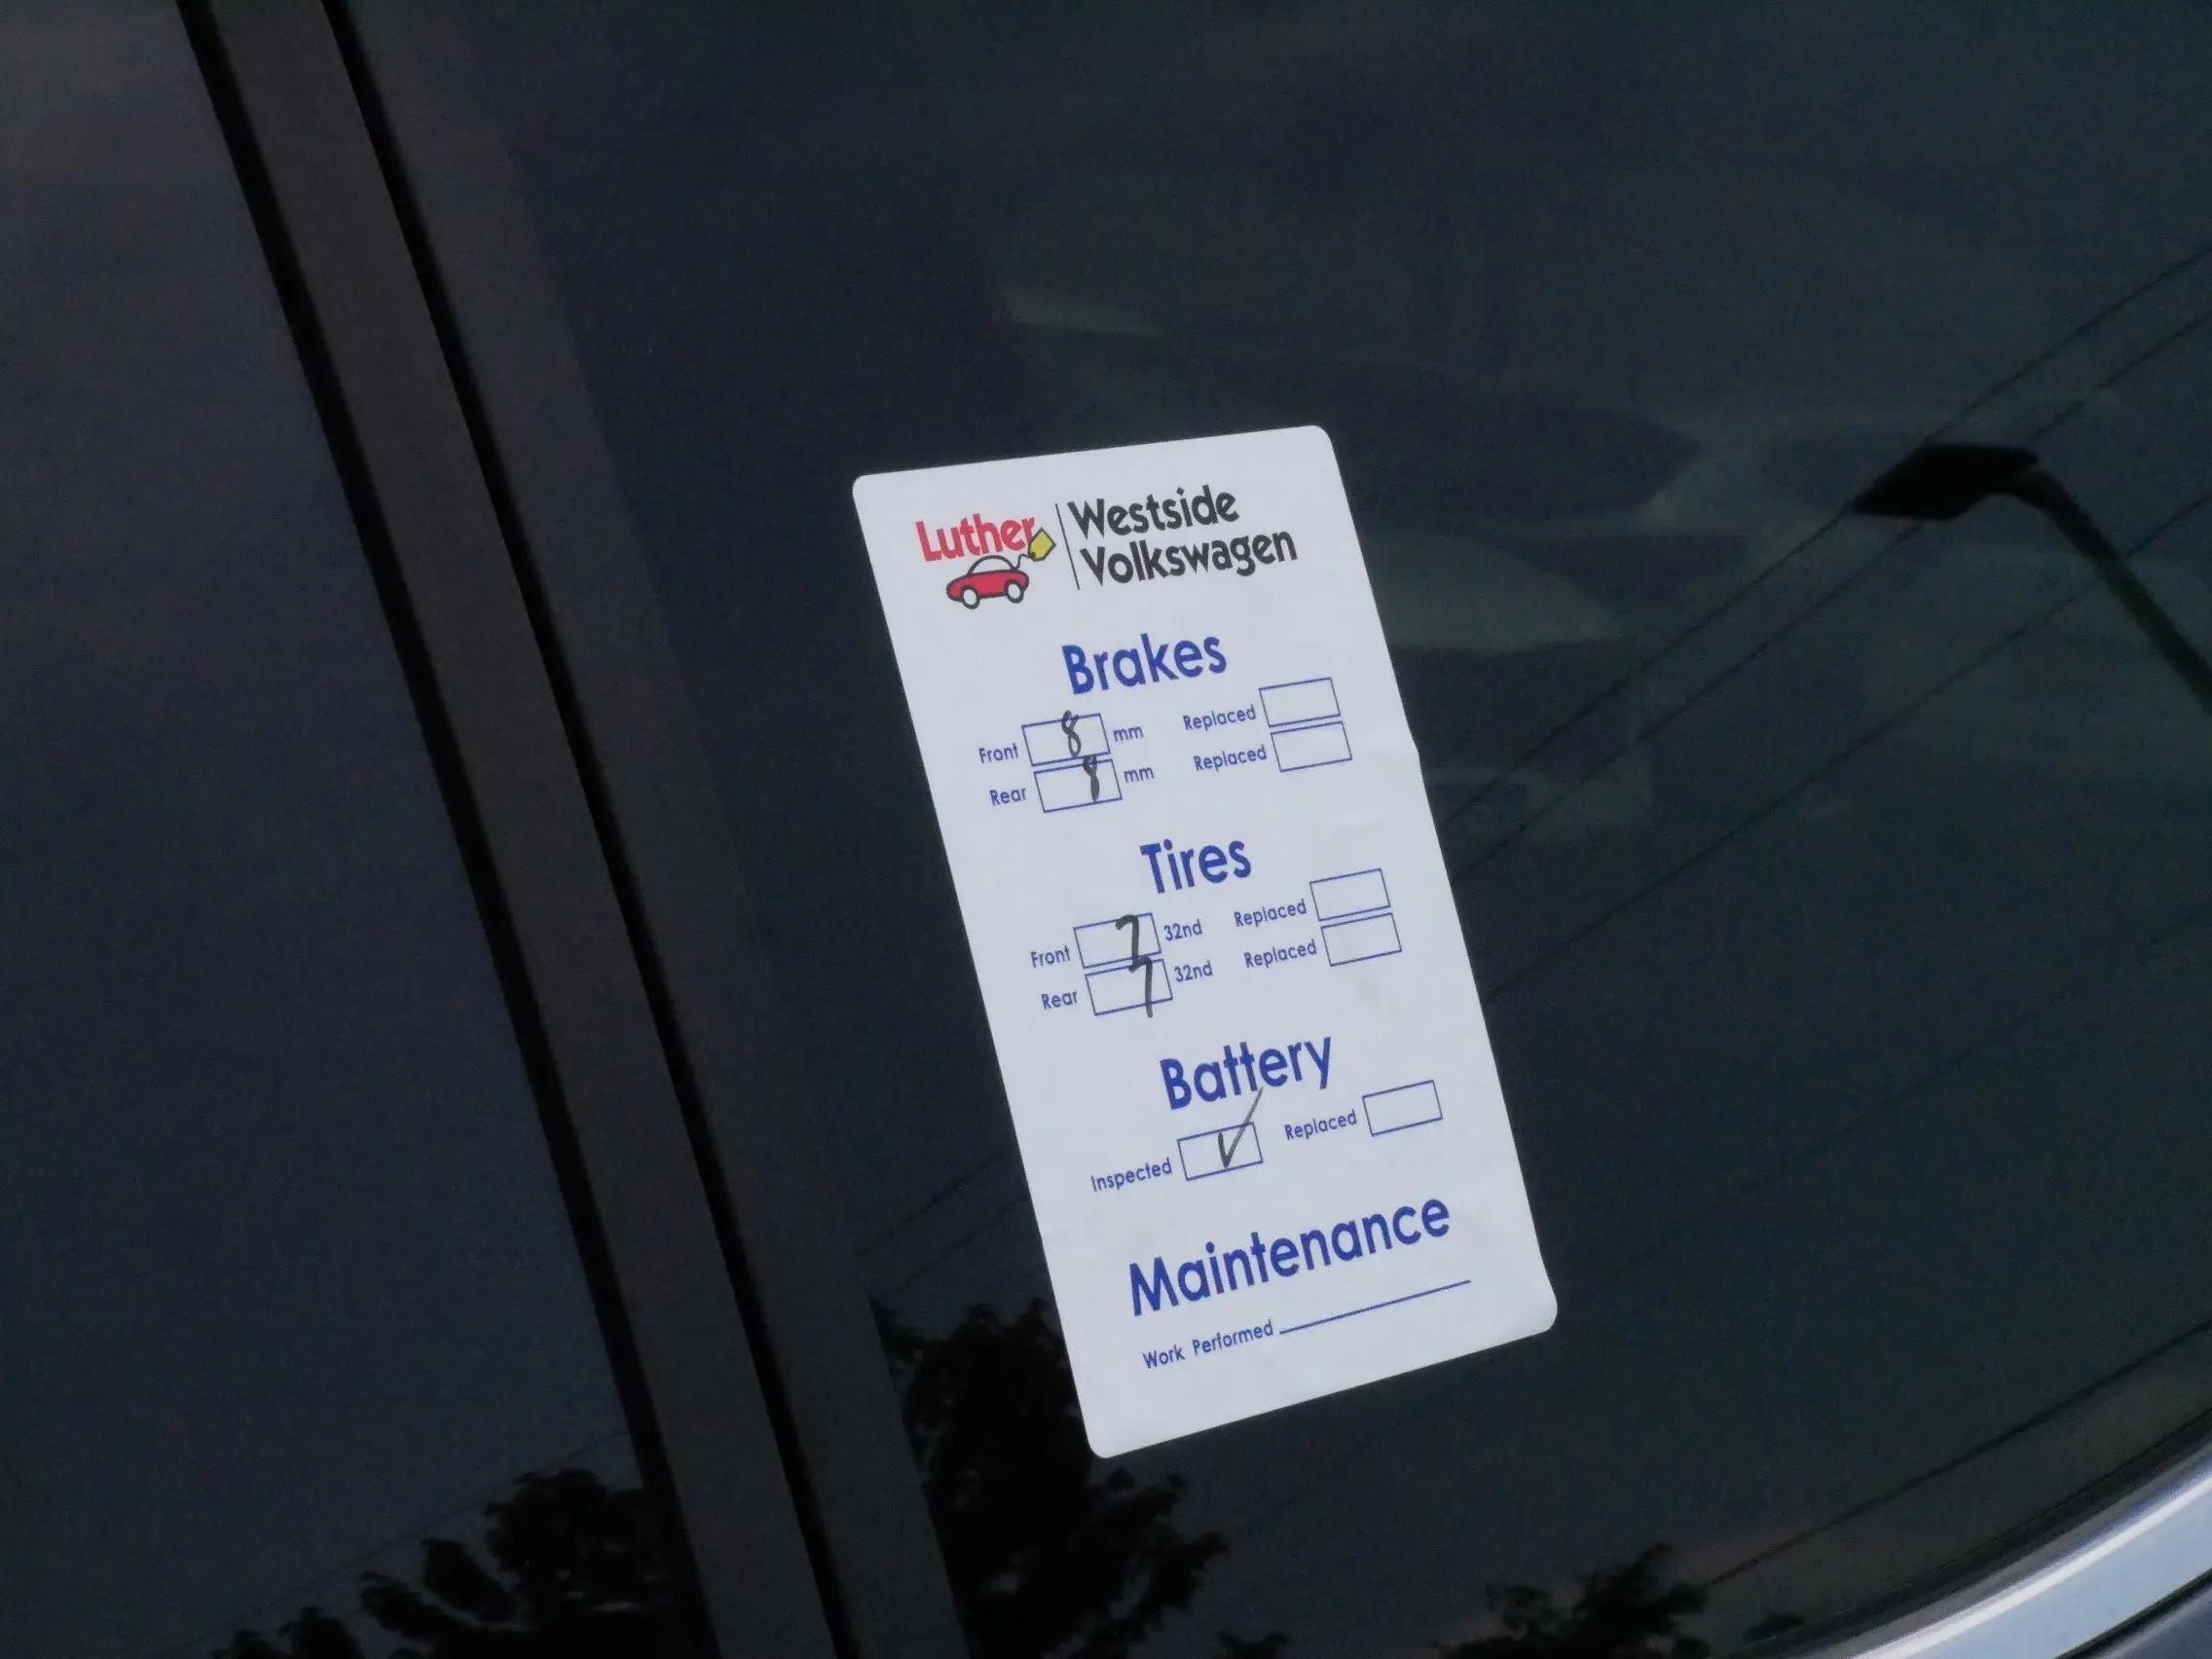 Luther Westside
Volkswagen
Brakes
Front 8 mm Replaced
Rear 8 mm Replaced
Tires
Front 7 32nd Replaced
Rear 7 32nd Replaced
Battery
Inspected ✓ Replaced
Maintenance
Work Performed